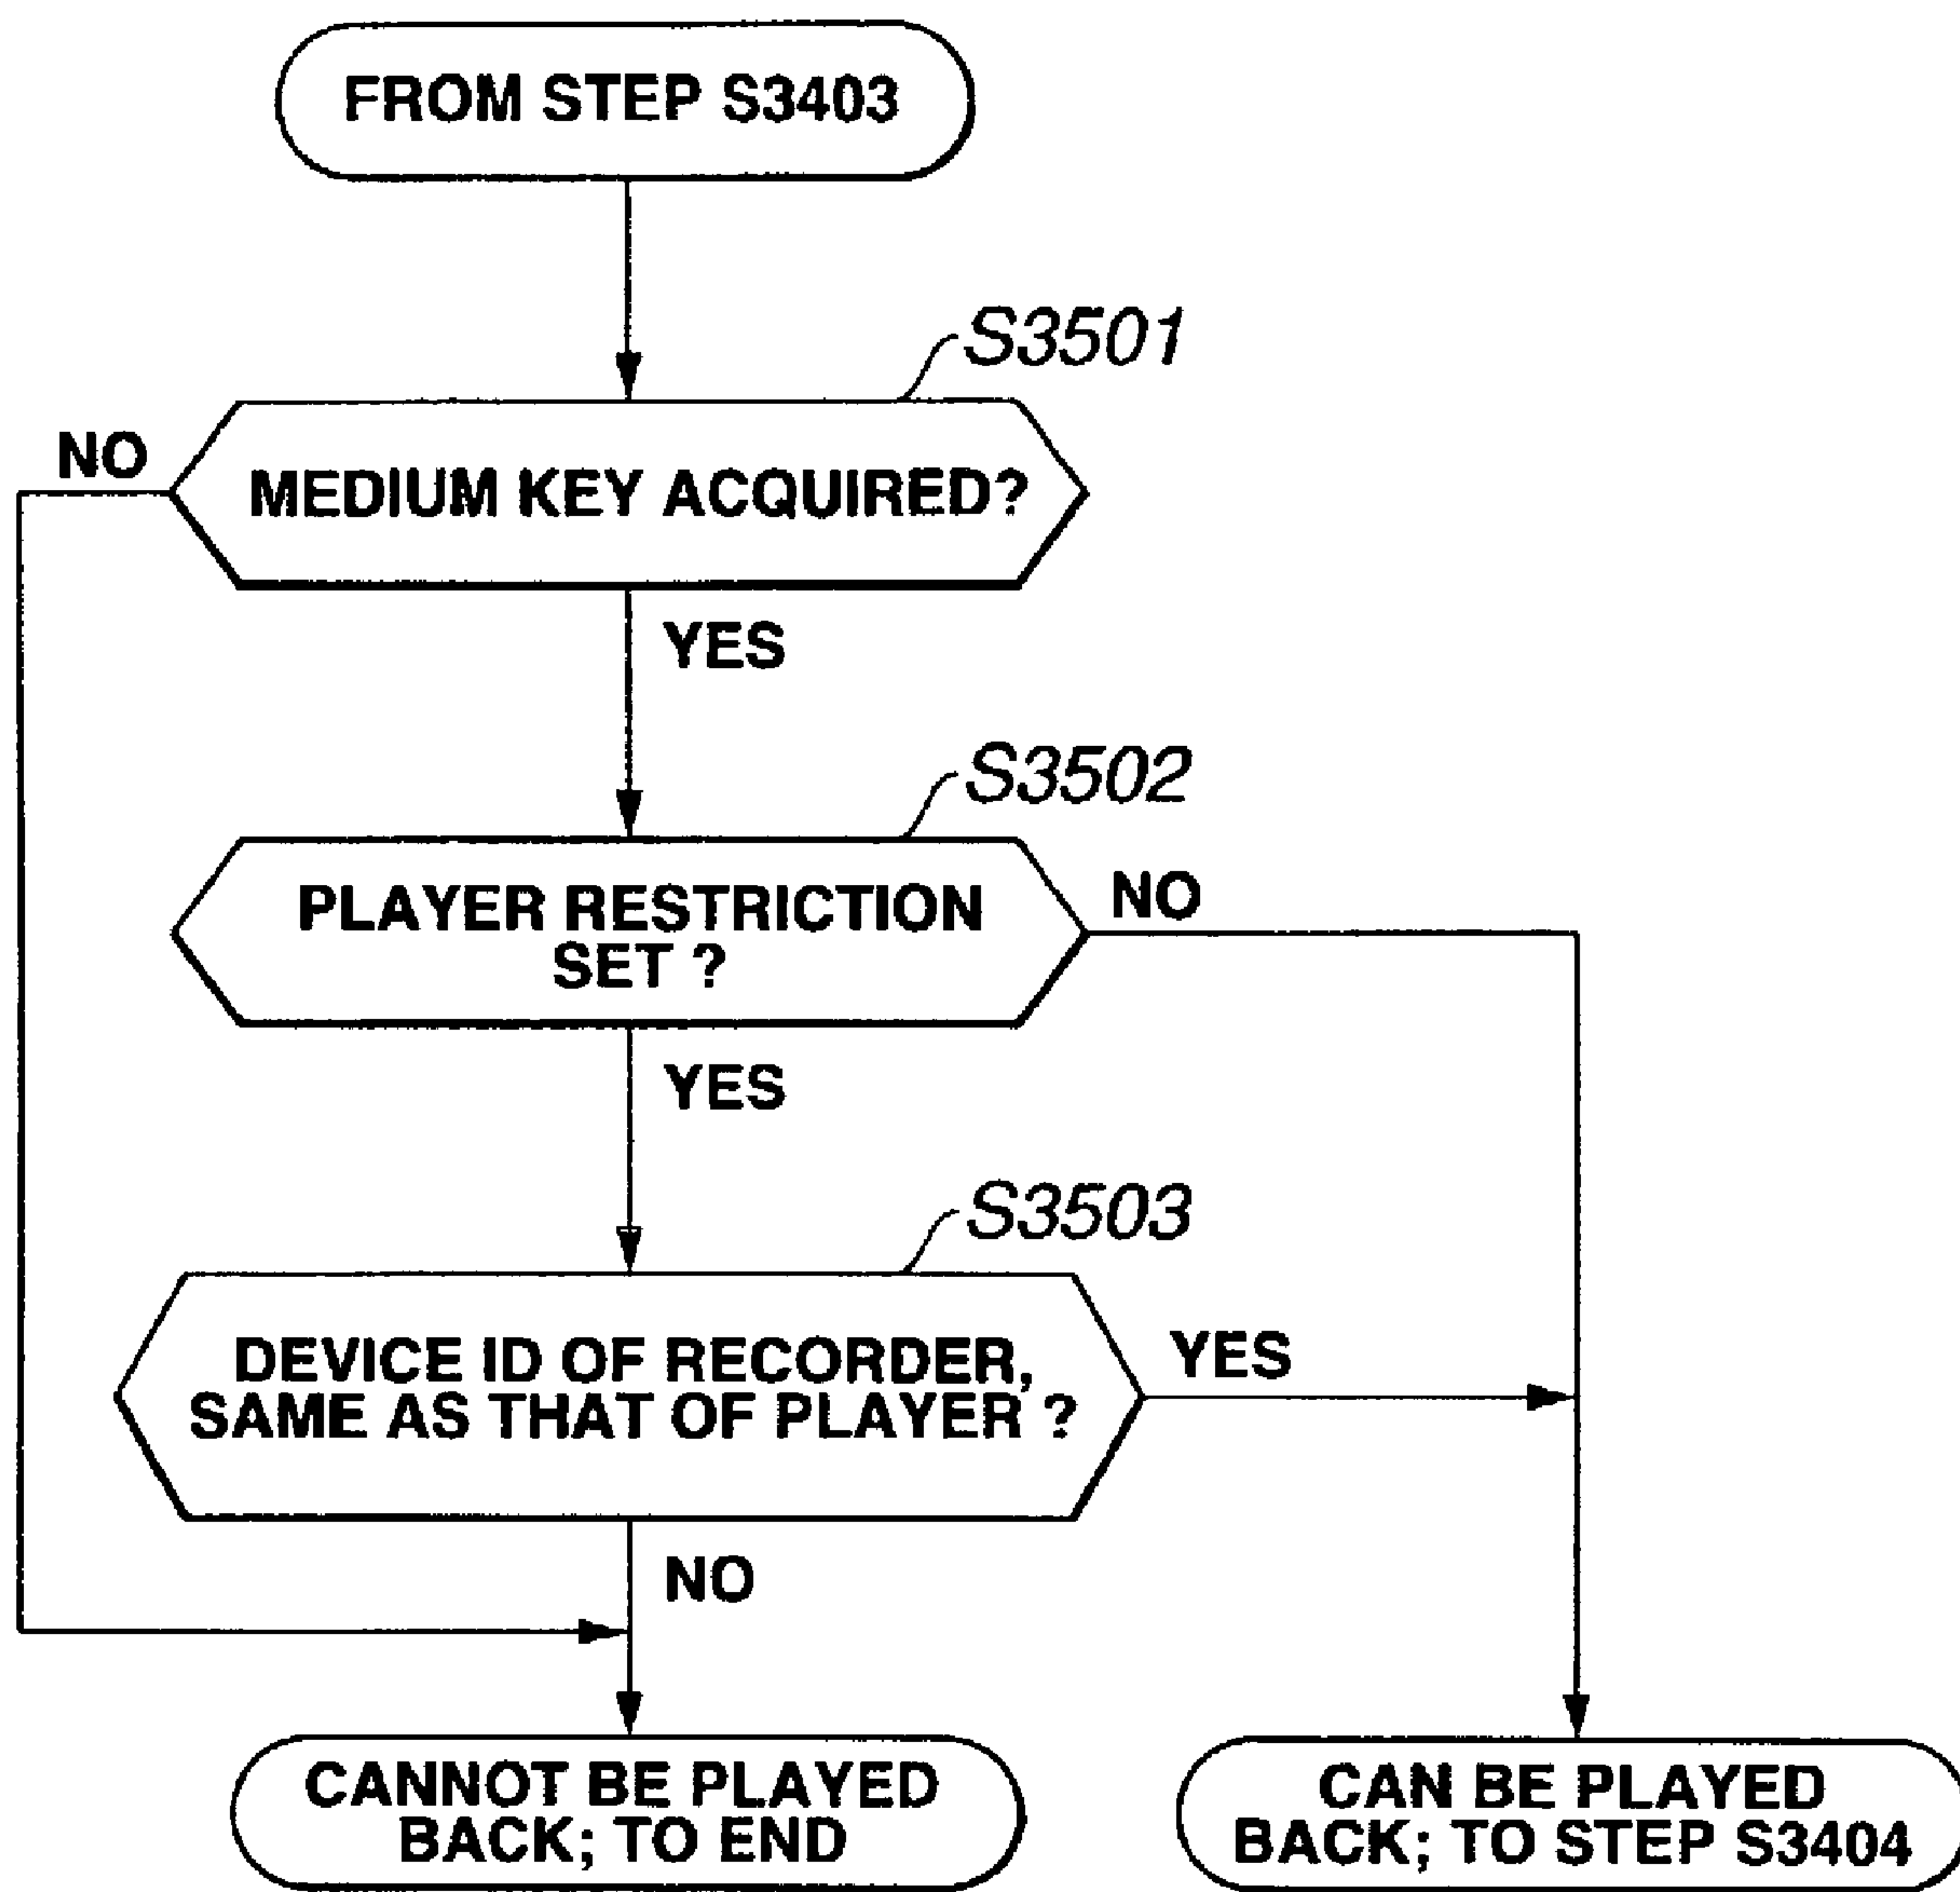 FROM STEP S3403
S3501
NO
MEDIUM KEY ACQUIRED?
YES
S3502
PLAYER RESTRICTION
SET ?
NO
YES
S3503
DEVICE ID OF RECORDER,
SAME AS THAT OF PLAYER ?
YES
NO
CANNOT BE PLAYED
BACK; TO END
CAN BE PLAYED
BACK; TO STEP S3404